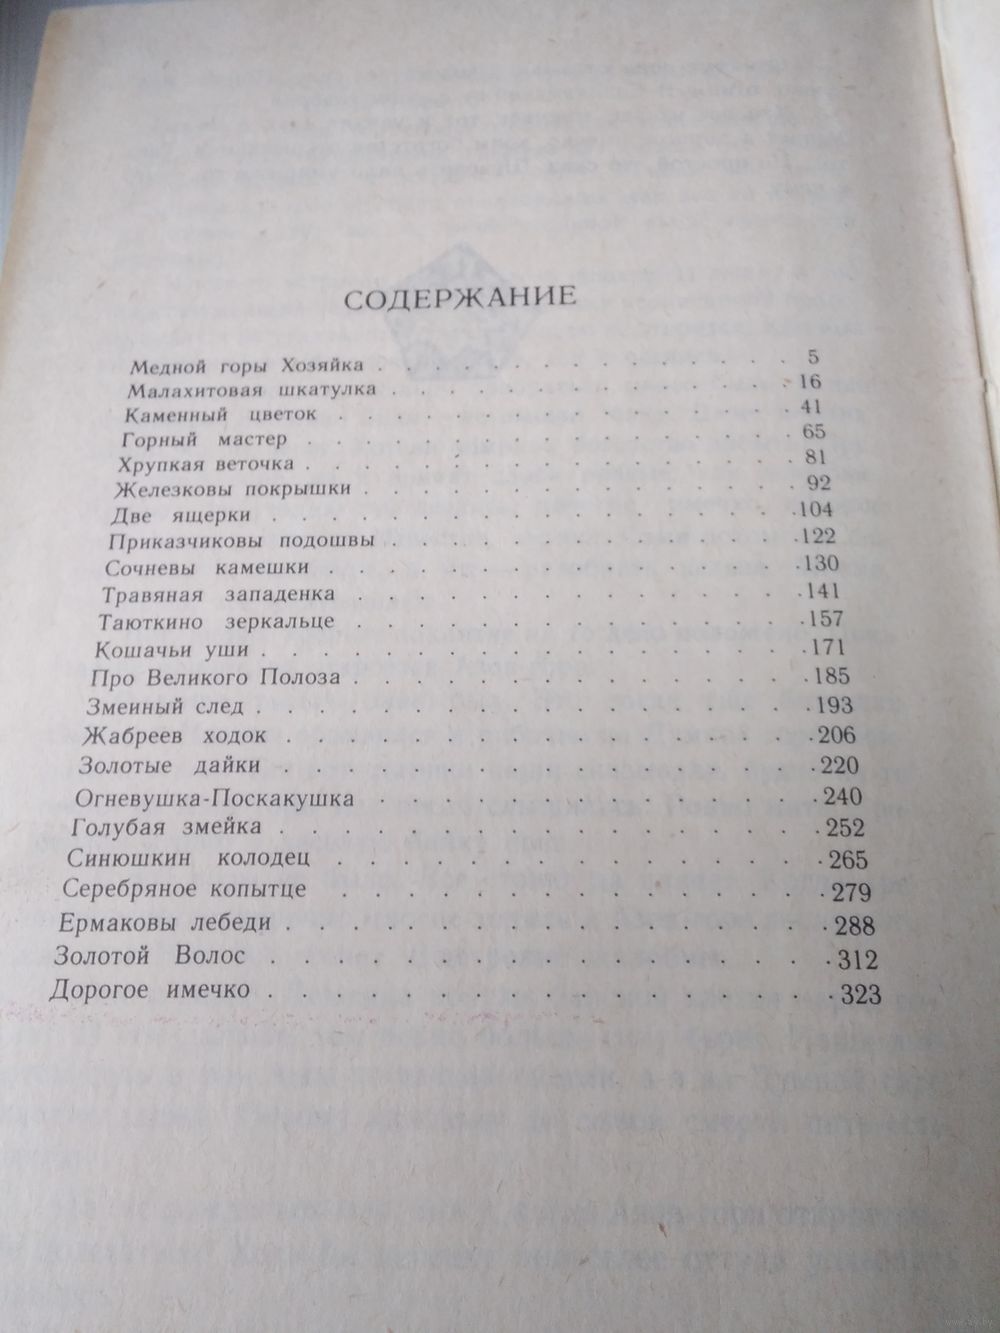 СОДЕРЖАНИЕ
Медной горы Хозяйка . . . . . . . . . . . . . . 5
Малахитовая шкатулка . . . . . . . . . . . . . . 16
Каменный цветок . . . . . . . . . . . . . . . . 41
Горный мастер . . . . . . . . . . . . . . . . . 65
Хрупкая веточка . . . . . . . . . . . . . . . . 81
Железковы покрышки . . . . . . . . . . . . . . 92
Две ящерки . . . . . . . . . . . . . . . . . . 104
Приказчиковы подошвы . . . . . . . . . . . . . 122
Сочневы камешки . . . . . . . . . . . . . . . . 130
Травяная западенка . . . . . . . . . . . . . . 141
Таюткино зеркальце . . . . . . . . . . . . . . 157
Кошачьи уши . . . . . . . . . . . . . . . . . . 171
Про Великого Полоза . . . . . . . . . . . . . . 185
Змеиный след . . . . . . . . . . . . . . . . . 193
Жабреев ходок . . . . . . . . . . . . . . . . . 206
Золотые дайки . . . . . . . . . . . . . . . . . 220
Огневушка-Поскакушка . . . . . . . . . . . . . 240
Голубая змейка . . . . . . . . . . . . . . . . 252
Синюшкин колодец . . . . . . . . . . . . . . . 265
Серебряное копытце . . . . . . . . . . . . . . 279
Ермаковы лебеди . . . . . . . . . . . . . . . . 288
Золотой Волос . . . . . . . . . . . . . . . . . 312
Дорогое имечко . . . . . . . . . . . . . . . . 323